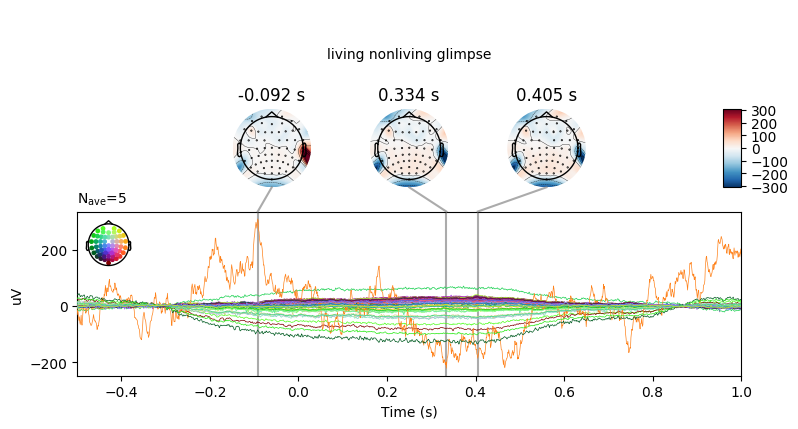 living nonliving glimpse
-0.092 s 0.334 s 0.405 s
300
200
100
0
−100
−200
−300
Nave=5
200
0
−200
uV
−0.4 −0.2 0.0 0.2 0.4 0.6 0.8 1.0
Time (s)